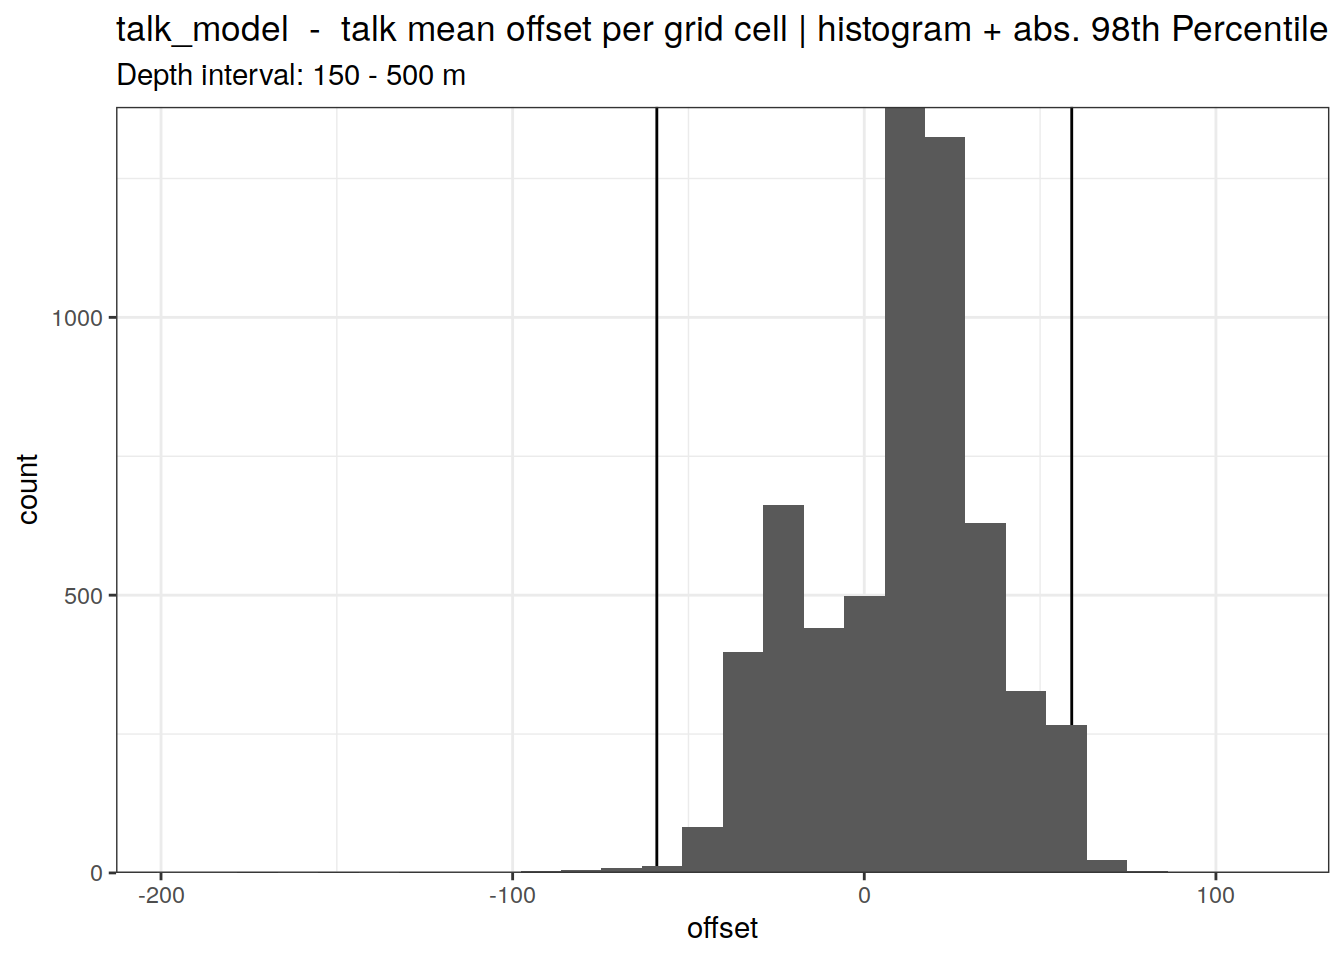 talk_model - talk mean offset per grid cell | histogram + abs. 98th Percentile
Depth interval: 150 - 500 m
count
1000
500
0
-200
-100
0
100
offset